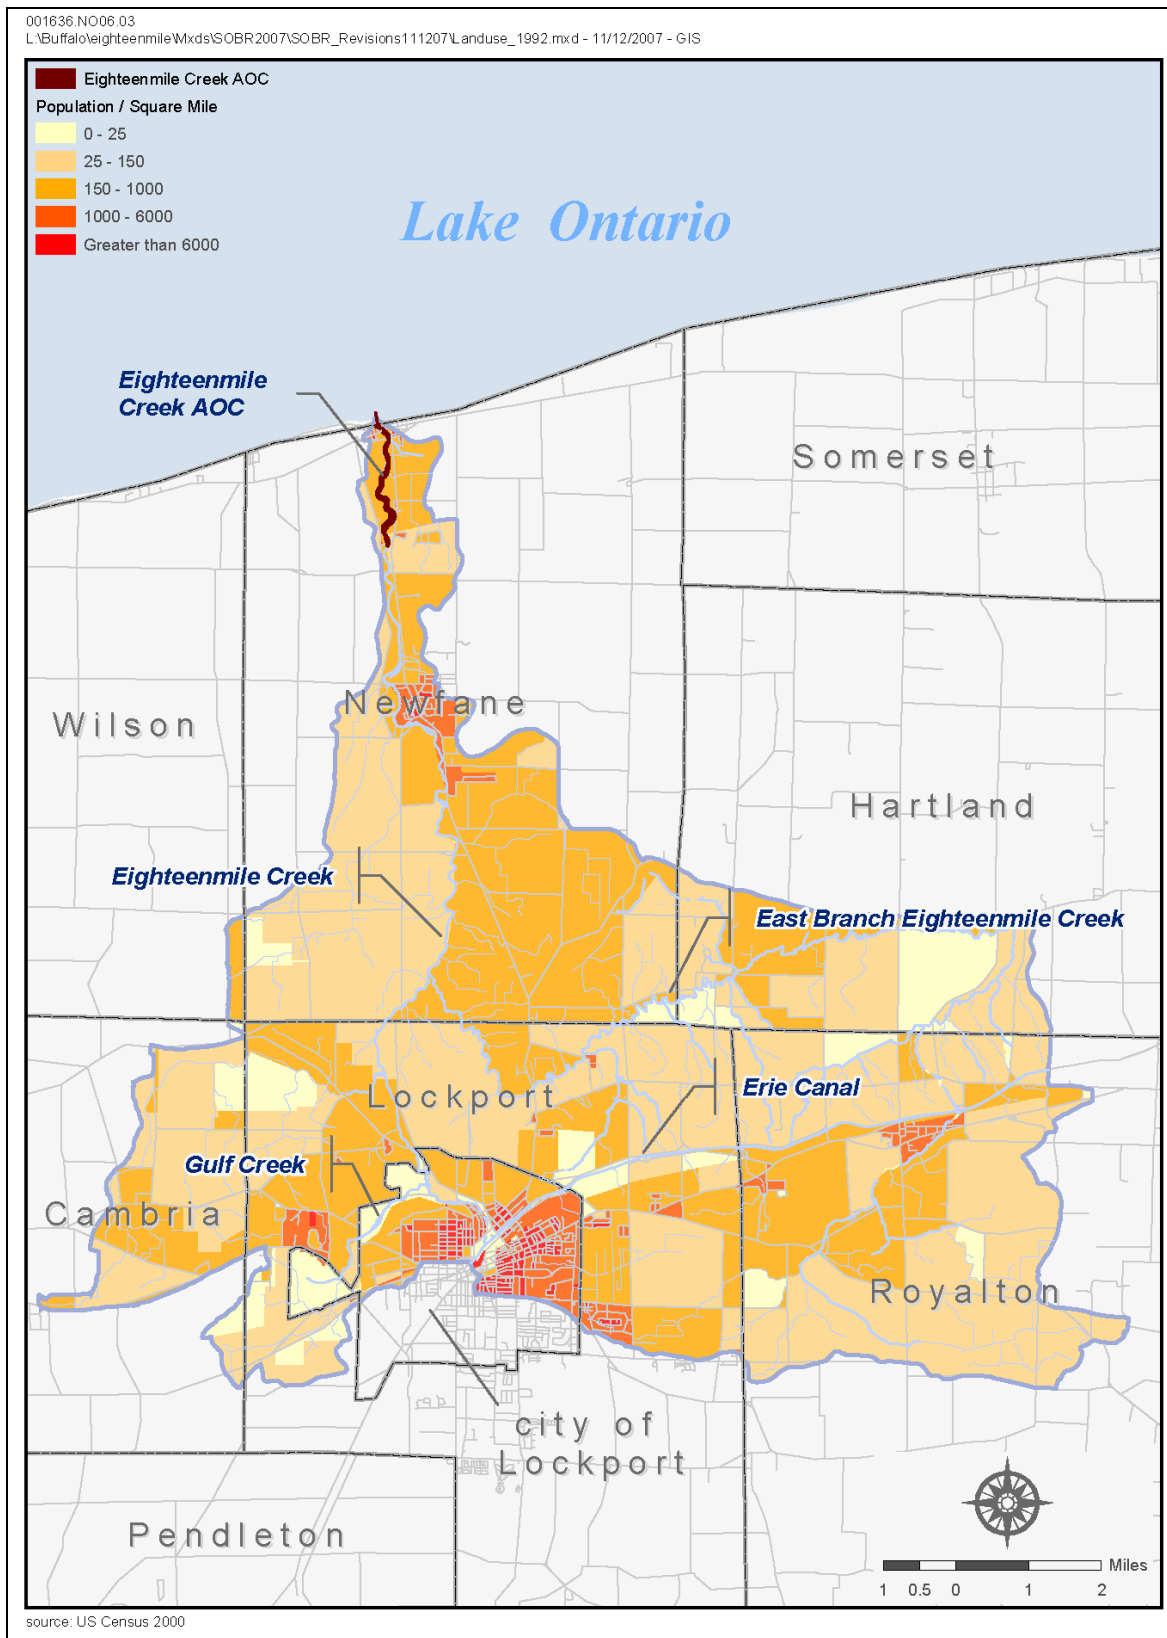 001636.NO06.03
L:\Buffalo\eighteenmile\Mxds\SOBR2007\SOBR_Revisions111207\Landuse_1992.mxd - 11/12/2007 - GIS
Eighteenmile Creek AOC
Population / Square Mile
0 - 25
25 - 150
150 - 1000
1000 - 6000
Greater than 6000
Lake Ontario
Eighteenmile
Creek AOC
Somerset
Newfane
Wilson
Hartland
Eighteenmile Creek
East Branch Eighteenmile Creek
Lockport
Erie Canal
Gulf Creek
Cambria
Royalton
city of
Lockport
Pendleton
Miles
1 0.5 0 1 2
source: US Census 2000